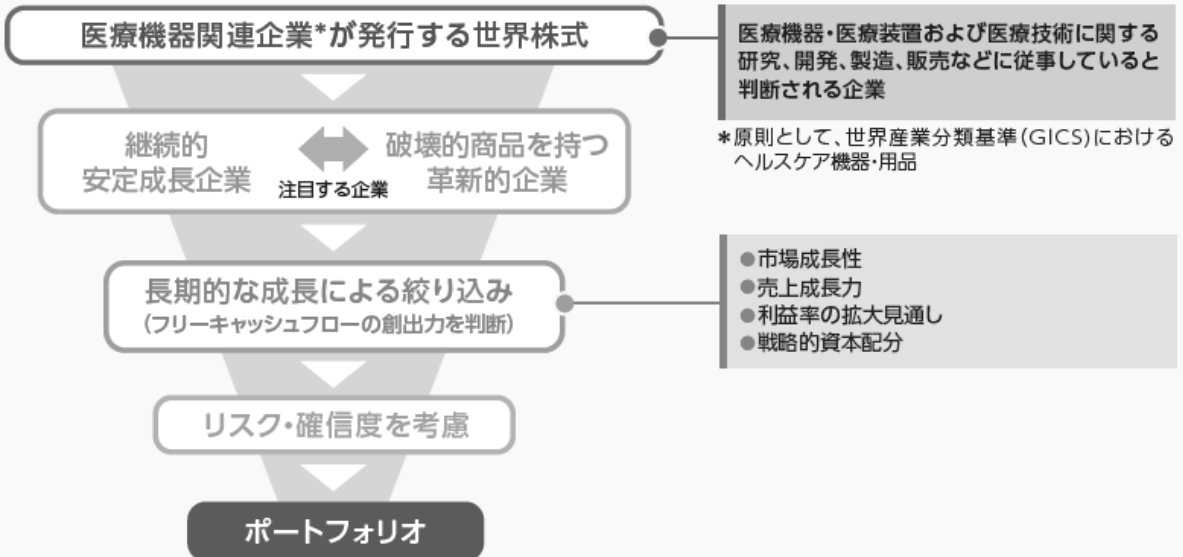 医療機器関連企業*が発行する世界株式
医療機器・医療装置および医療技術に関する
研究、開発、製造、販売などに従事していると
判断される企業
*原則として、世界産業分類基準(GICS)における
ヘルスケア機器・用品
継続的
安定成長企業
注目する企業
破壊的商品を持つ
革新的企業
長期的な成長による絞り込み
(フリーキャッシュフローの創出力を判断)
●市場成長性
●売上成長力
●利益率の拡大見通し
●戦略的資本配分
リスク・確信度を考慮
ポートフォリオ